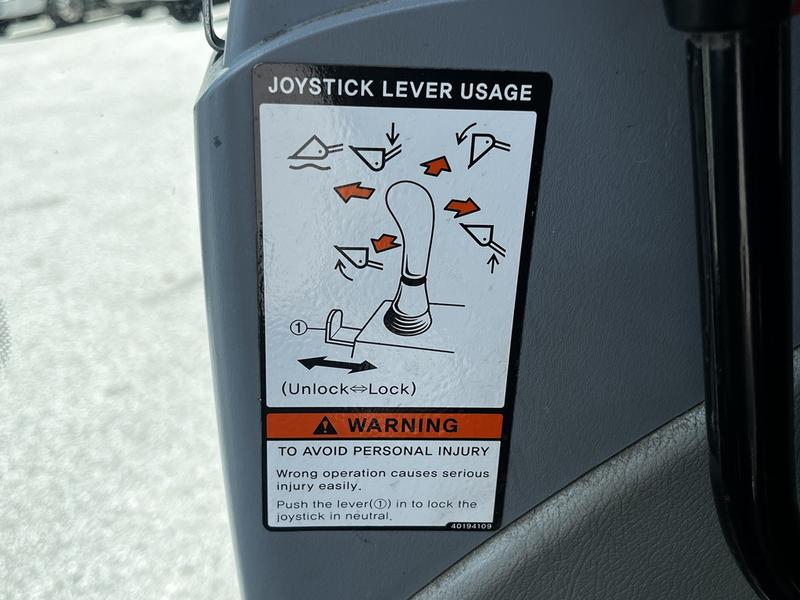 JOYSTICK LEVER USAGE
①
(Unlock⇔Lock)
⚠ WARNING
TO AVOID PERSONAL INJURY
Wrong operation causes serious
injury easily.
Push the lever(①) in to lock the
joystick in neutral.
40194109